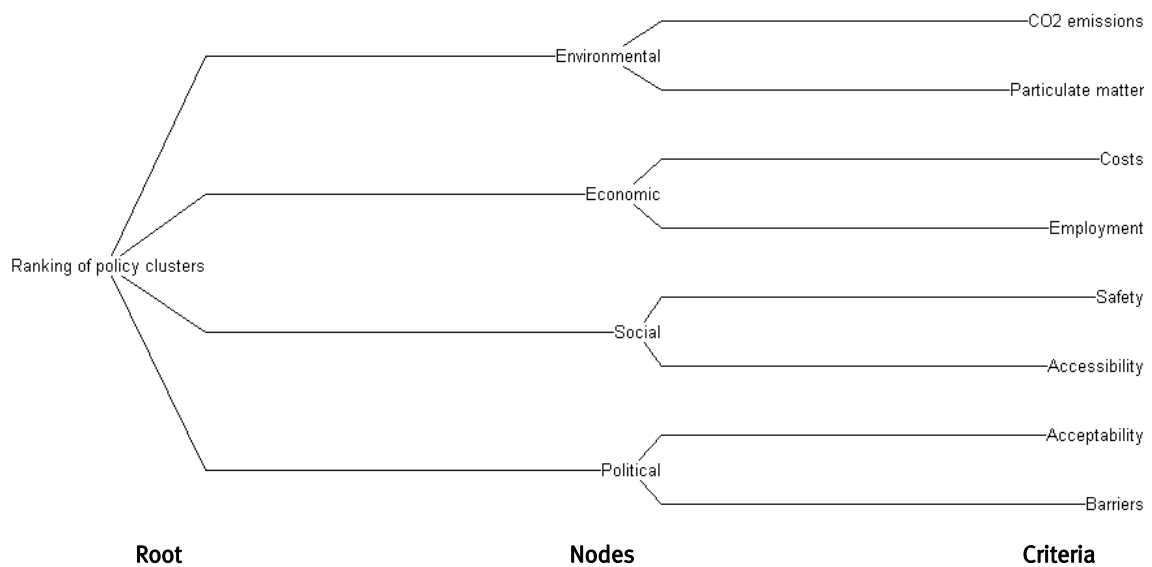 CO2 emissions
Environmental
Particulate matter
Costs
Economic
Employment
Ranking of policy clusters
Safety
Social
Accessibility
Acceptability
Political
Barriers
Root Nodes Criteria